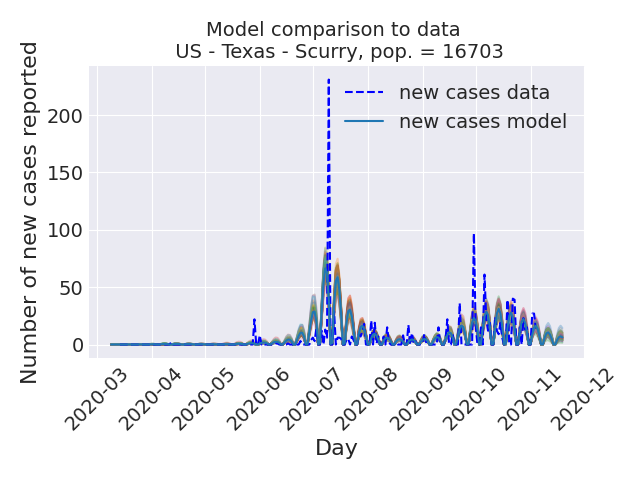 Model comparison to data
US - Texas - Scurry, pop. = 16703
Number of new cases reported
200
150
100
50
0
new cases data
new cases model
2020-03
2020-04
2020-05
2020-06
2020-07
2020-08
2020-09
2020-10
2020-11
2020-12
Day